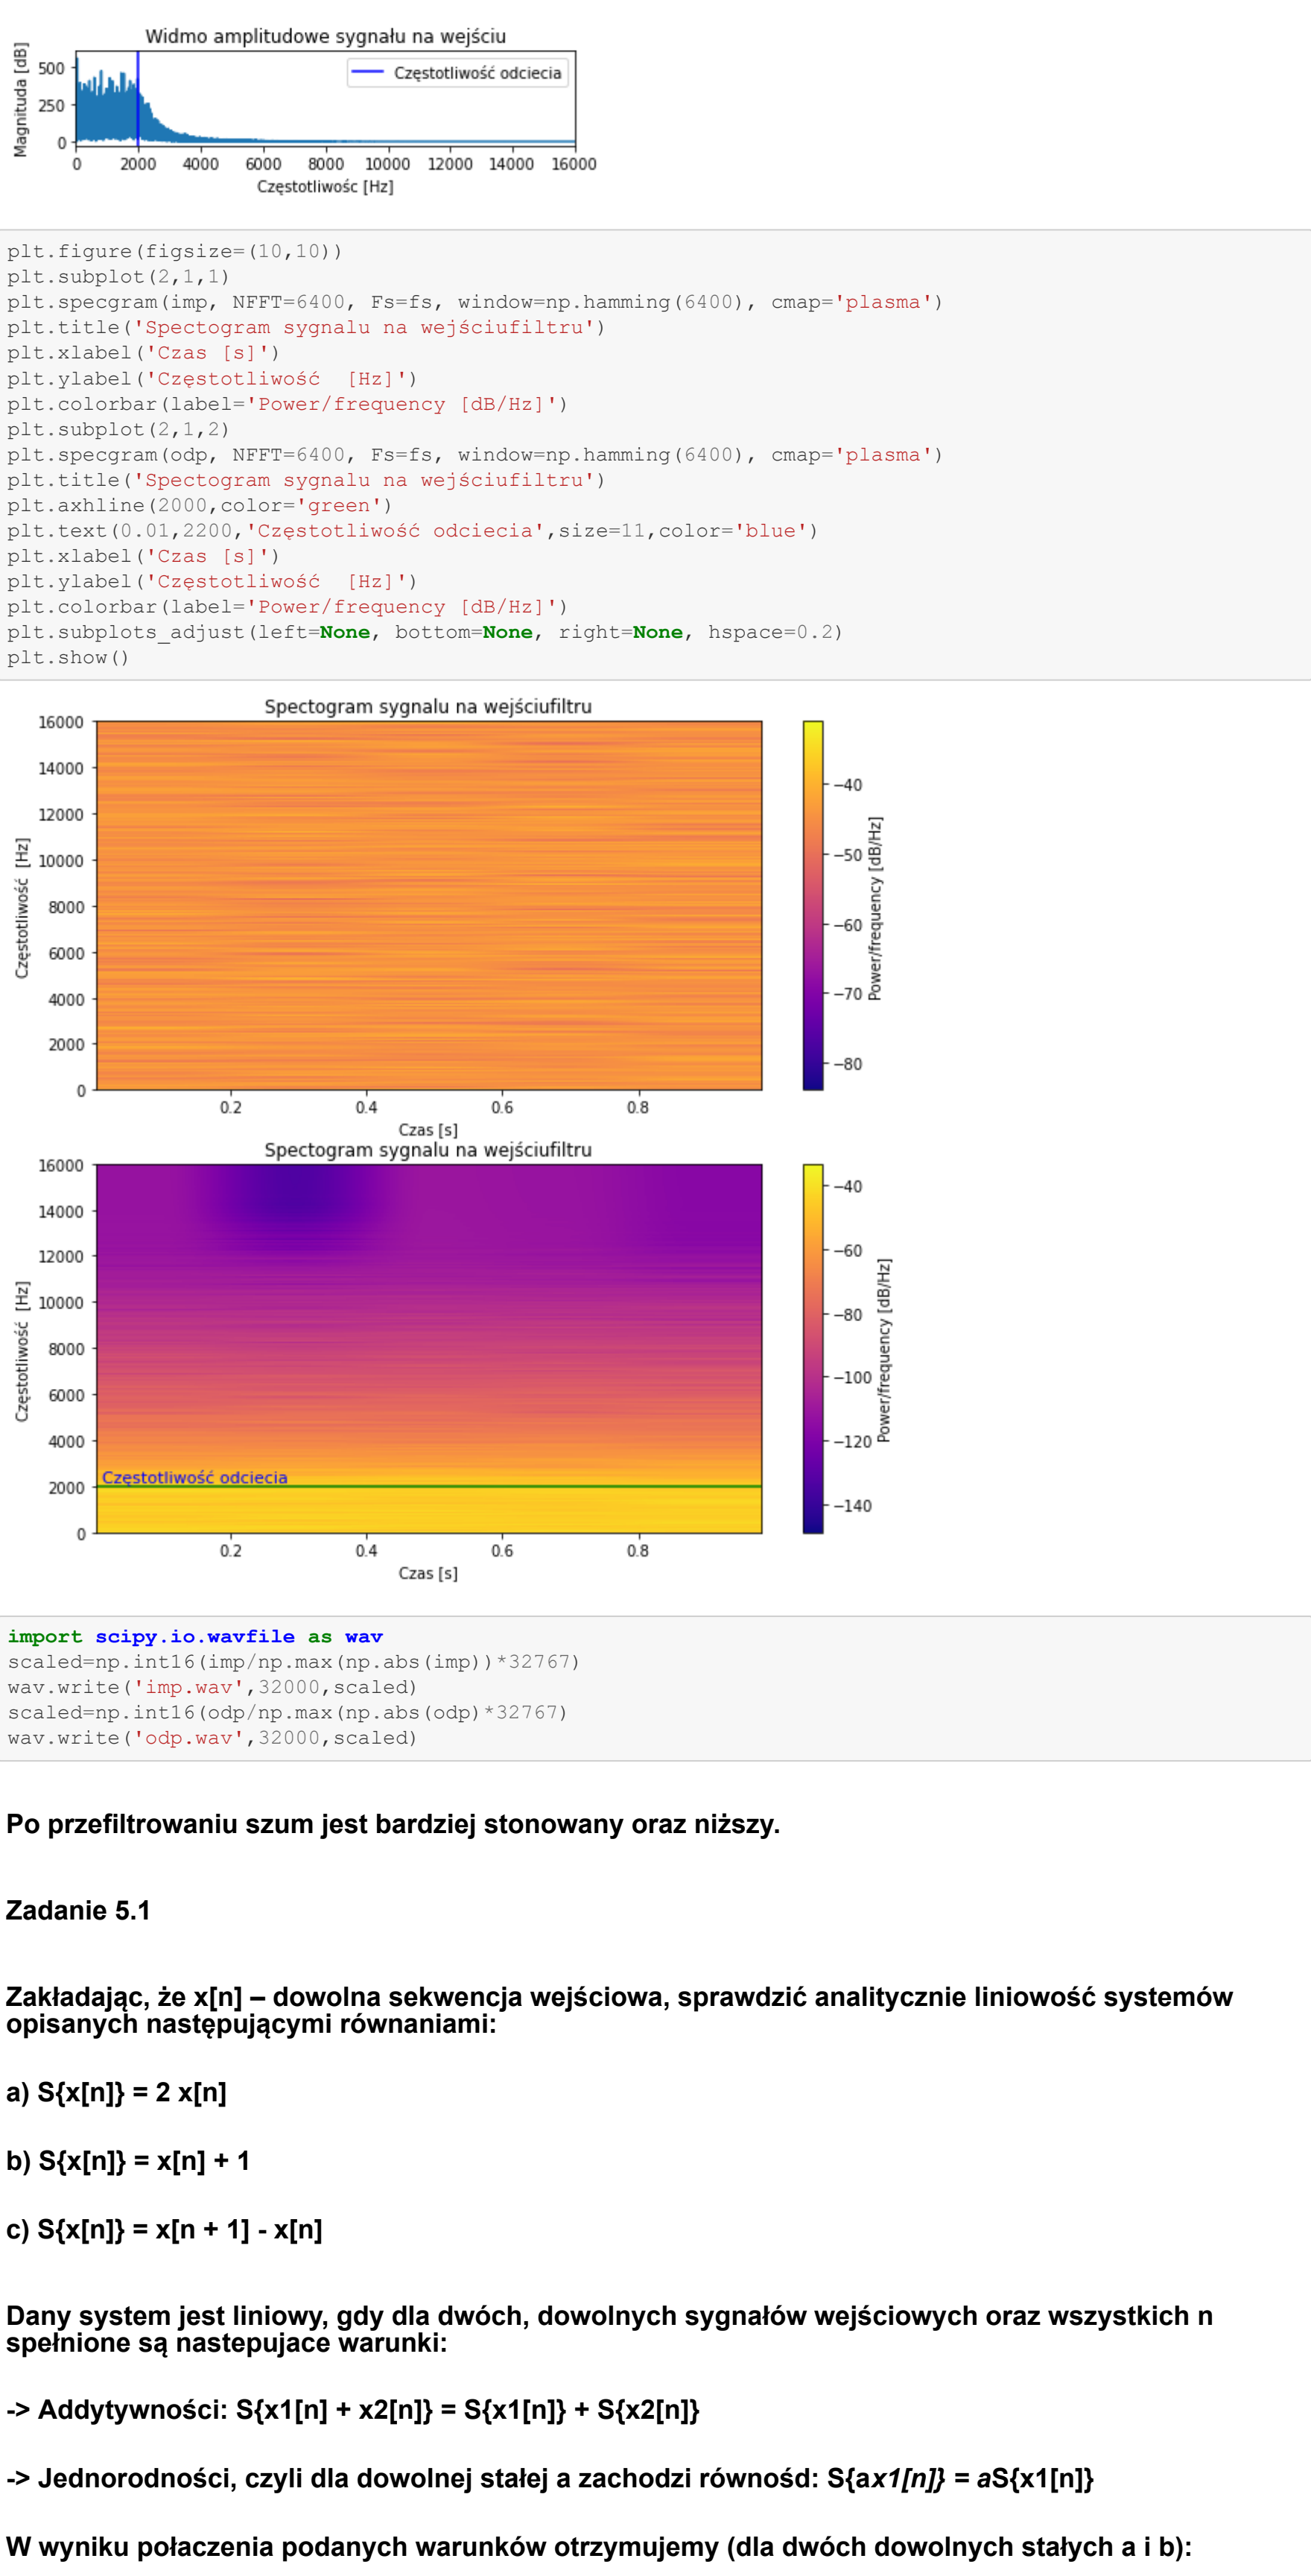 Widmo amplitudowe sygnału na wejściu
Magnituda [dB]
500
250
0
Częstotliwość odciecia
0 2000 4000 6000 8000 10000 12000 14000 16000
Częstotliwośc [Hz]
plt.figure(figsize=(10,10))
plt.subplot(2,1,1)
plt.specgram(imp, NFFT=6400, Fs=fs, window=np.hamming(6400), cmap='plasma')
plt.title('Spectogram sygnalu na wejściufiltru')
plt.xlabel('Czas [s]')
plt.ylabel('Częstotliwość  [Hz]')
plt.colorbar(label='Power/frequency [dB/Hz]')
plt.subplot(2,1,2)
plt.specgram(odp, NFFT=6400, Fs=fs, window=np.hamming(6400), cmap='plasma')
plt.title('Spectogram sygnalu na wejściufiltru')
plt.axhline(2000,color='green')
plt.text(0.01,2200,'Częstotliwość odciecia',size=11,color='blue')
plt.xlabel('Czas [s]')
plt.ylabel('Częstotliwość  [Hz]')
plt.colorbar(label='Power/frequency [dB/Hz]')
plt.subplots_adjust(left=None, bottom=None, right=None, hspace=0.2)
plt.show()
Spectogram sygnalu na wejściufiltru
Częstotliwość  [Hz]
16000
14000
12000
10000
8000
6000
4000
2000
0
0.2 0.4 0.6 0.8
Czas [s]
−40
−50
−60
−70
−80
Power/frequency [dB/Hz]
Spectogram sygnalu na wejściufiltru
Częstotliwość  [Hz]
16000
14000
12000
10000
8000
6000
4000
2000
0
Częstotliwość odciecia
0.2 0.4 0.6 0.8
Czas [s]
−40
−60
−80
−100
−120
−140
Power/frequency [dB/Hz]
import scipy.io.wavfile as wav
scaled=np.int16(imp/np.max(np.abs(imp))*32767)
wav.write('imp.wav',32000,scaled)
scaled=np.int16(odp/np.max(np.abs(odp)*32767)
wav.write('odp.wav',32000,scaled)
Po przefiltrowaniu szum jest bardziej stonowany oraz niższy.
Zadanie 5.1
Zakładając, że x[n] – dowolna sekwencja wejściowa, sprawdzić analitycznie liniowość systemów
opisanych następującymi równaniami:
a) S{x[n]} = 2 x[n]
b) S{x[n]} = x[n] + 1
c) S{x[n]} = x[n + 1] - x[n]
Dany system jest liniowy, gdy dla dwóch, dowolnych sygnałów wejściowych oraz wszystkich n
spełnione są nastepujace warunki:
-> Addytywności: S{x1[n] + x2[n]} = S{x1[n]} + S{x2[n]}
-> Jednorodności, czyli dla dowolnej stałej a zachodzi równośd: S{ax1[n]} = aS{x1[n]}
W wyniku połaczenia podanych warunków otrzymujemy (dla dwóch dowolnych stałych a i b):